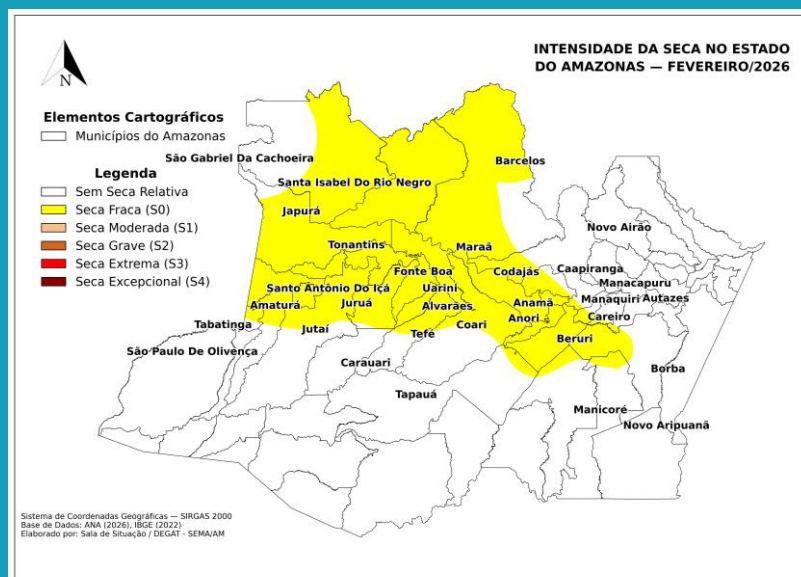 INTENSIDADE DA SECA NO ESTADO
DO AMAZONAS — FEVEREIRO/2026
N
Elementos Cartográficos
Municípios do Amazonas
Legenda
Sem Seca Relativa
Seca Fraca (S0)
Seca Moderada (S1)
Seca Grave (S2)
Seca Extrema (S3)
Seca Excepcional (S4)
São Gabriel Da Cachoeira
Barcelos
Santa Isabel Do Rio Negro
Japurá
Novo Airão
Tonantins
Maraã
Fonte Boa
Codajás
Caapiranga
Santo Antônio Do Içá
Uarini
Manacapuru
Amaturá
Juruá
Alvarães
Anamã
Manaquiri
Autazes
Tabatinga
Jutaí
Tefé
Coari
Anori
Careiro
São Paulo De Olivença
Carauari
Beruri
Borba
Tapauá
Manicoré
Novo Aripuanã
Sistema de Coordenadas Geográficas — SIRGAS 2000
Base de Dados: ANA (2026), IBGE (2022)
Elaborado por: Sala de Situação / DEGAT - SEMA/AM